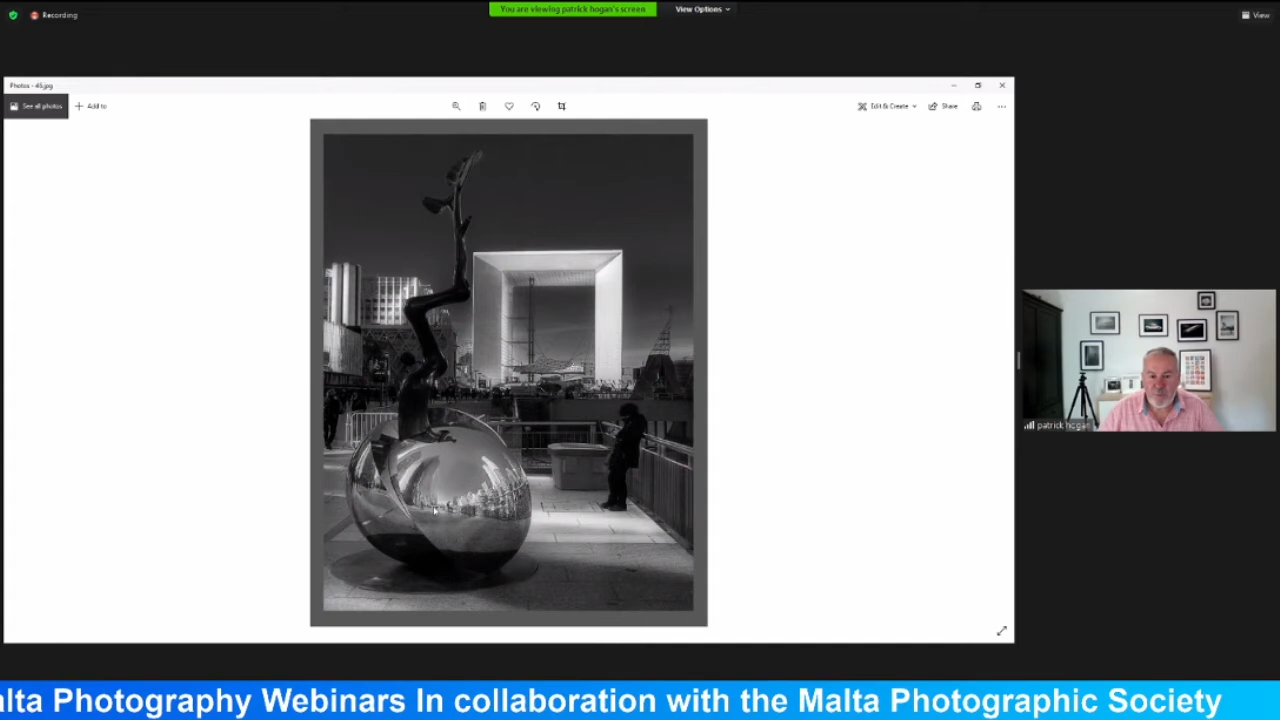 Recording
You are viewing patrick hogan's screen
View Options
View
Photos - 45.jpg
See all photos
Add to
Edit & Create
Share
patrick hogan
alta Photography Webinars In collaboration with the Malta Photographic Society